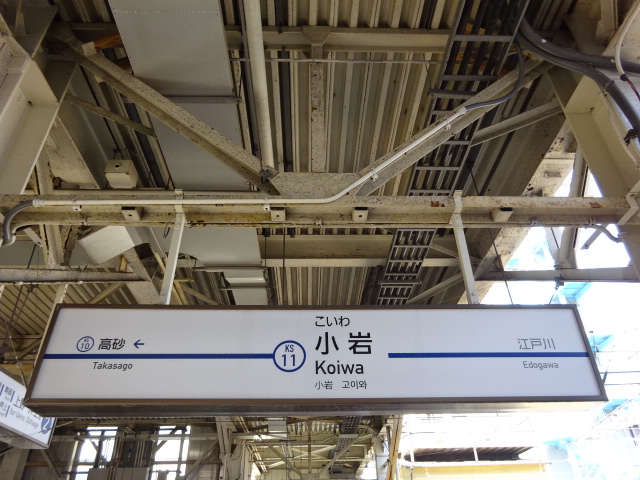 こいわ
KS 10 高砂 ← KS 11 小岩 江戸川
Takasago Koiwa Edogawa
小岩 고이와